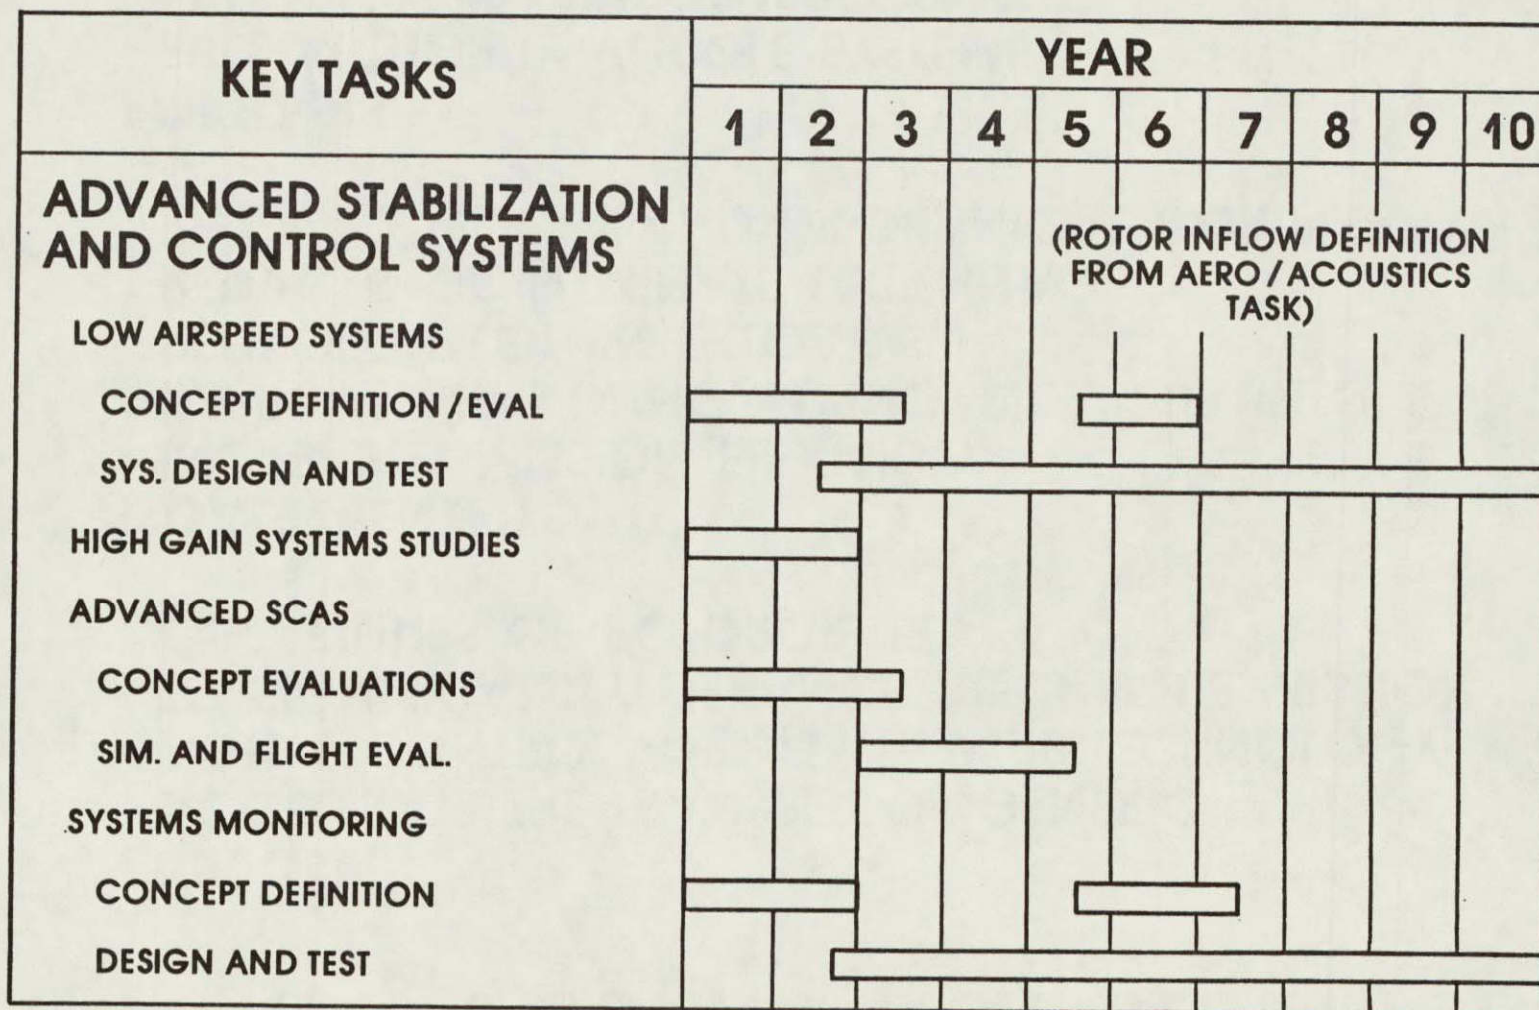 KEY TASKS
YEAR
1 2 3 4 5 6 7 8 9 10
ADVANCED STABILIZATION
AND CONTROL SYSTEMS
(ROTOR INFLOW DEFINITION
FROM AERO / ACOUSTICS
TASK)
LOW AIRSPEED SYSTEMS
CONCEPT DEFINITION / EVAL
SYS. DESIGN AND TEST
HIGH GAIN SYSTEMS STUDIES
ADVANCED SCAS
CONCEPT EVALUATIONS
SIM. AND FLIGHT EVAL.
SYSTEMS MONITORING
CONCEPT DEFINITION
DESIGN AND TEST